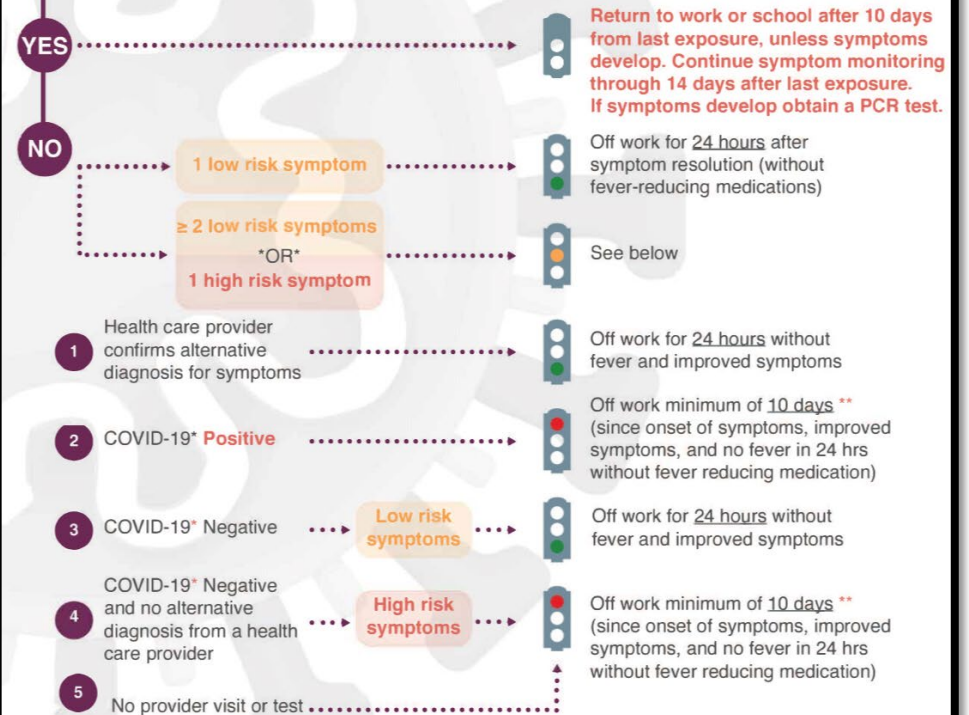 YES
Return to work or school after 10 days
from last exposure, unless symptoms
develop. Continue symptom monitoring
through 14 days after last exposure.
If symptoms develop obtain a PCR test.
NO
1 low risk symptom
Off work for 24 hours after
symptom resolution (without
fever-reducing medications)
≥ 2 low risk symptoms
*OR*
1 high risk symptom
See below
1
Health care provider
confirms alternative
diagnosis for symptoms
Off work for 24 hours without
fever and improved symptoms
2
COVID-19* Positive
Off work minimum of 10 days **
(since onset of symptoms, improved
symptoms, and no fever in 24 hrs
without fever reducing medication)
3
COVID-19* Negative
Low risk
symptoms
Off work for 24 hours without
fever and improved symptoms
4
COVID-19* Negative
and no alternative
diagnosis from a health
care provider
High risk
symptoms
Off work minimum of 10 days **
(since onset of symptoms, improved
symptoms, and no fever in 24 hrs
without fever reducing medication)
5
No provider visit or test